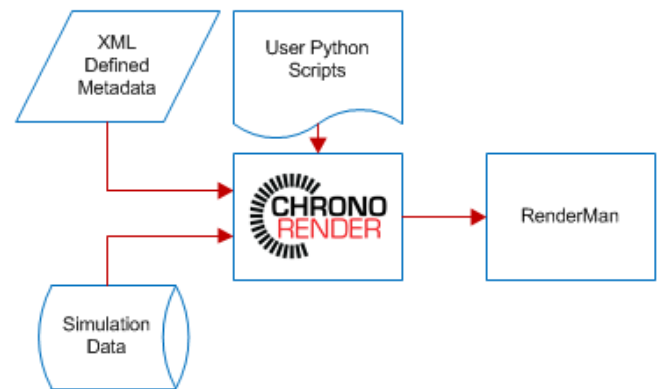 XML
Defined
Metadata
User Python
Scripts
CHRONO
RENDER
RenderMan
Simulation
Data